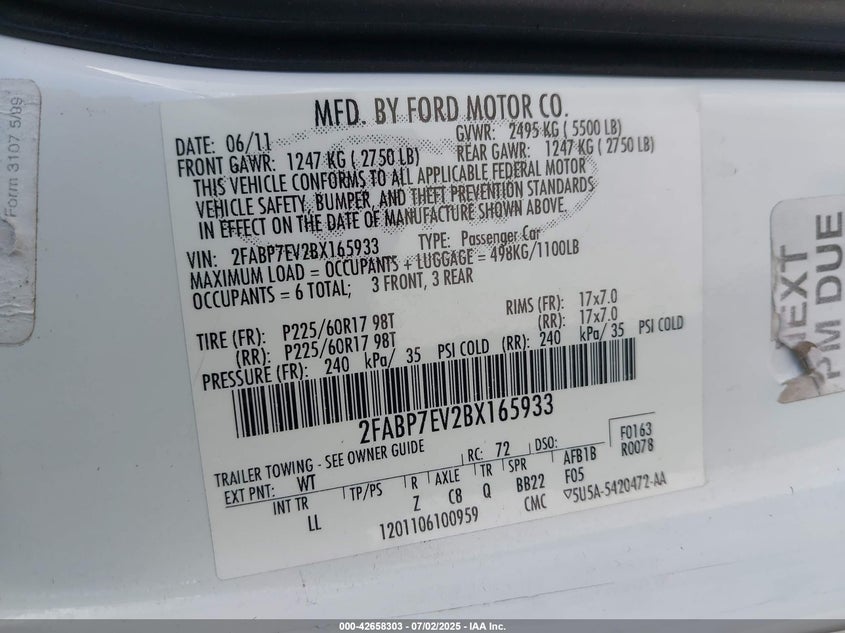 Form 3107 5/09
MFD. BY FORD MOTOR CO.
DATE: 06/11 GVWR: 2495 KG ( 5500 LB)
FRONT GAWR: 1247 KG ( 2750 LB) REAR GAWR: 1247 KG ( 2750 LB)
THIS VEHICLE CONFORMS TO ALL APPLICABLE FEDERAL MOTOR
VEHICLE SAFETY, BUMPER, AND THEFT PREVENTION STANDARDS
IN EFFECT ON THE DATE OF MANUFACTURE SHOWN ABOVE.
VIN: 2FABP7EV2BX165933 TYPE: Passenger Car
MAXIMUM LOAD = OCCUPANTS + LUGGAGE = 498KG/1100LB
OCCUPANTS = 6 TOTAL; 3 FRONT, 3 REAR
TIRE (FR): P225/60R17 98T RIMS (FR): 17x7.0
(RR): P225/60R17 98T (RR): 17x7.0
PRESSURE (FR): 240 kPa/ 35 PSI COLD (RR): 240 kPa/ 35 PSI COLD
2FABP7EV2BX165933
TRAILER TOWING - SEE OWNER GUIDE
F0163
R0078
EXT PNT: WT RC: 72 DSO:
INT TR TP/PS R AXLE TR SPR AFB1B
LL Z C8 Q BB22 F05
1201106100959 CMC 5U5A-5420472-AA
NEXT
PM DUE
000-42658303 - 07/02/2025 - IAA Inc.